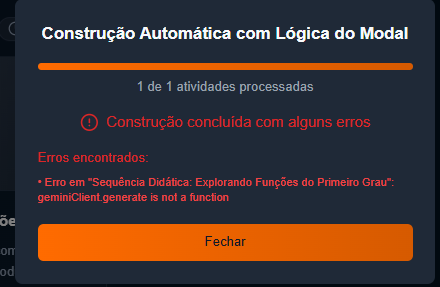 Construção Automática com Lógica do Modal
1 de 1 atividades processadas
Construção concluída com alguns erros
Erros encontrados:
• Erro em "Sequência Didática: Explorando Funções do Primeiro Grau":
geminiClient.generate is not a function
Fechar